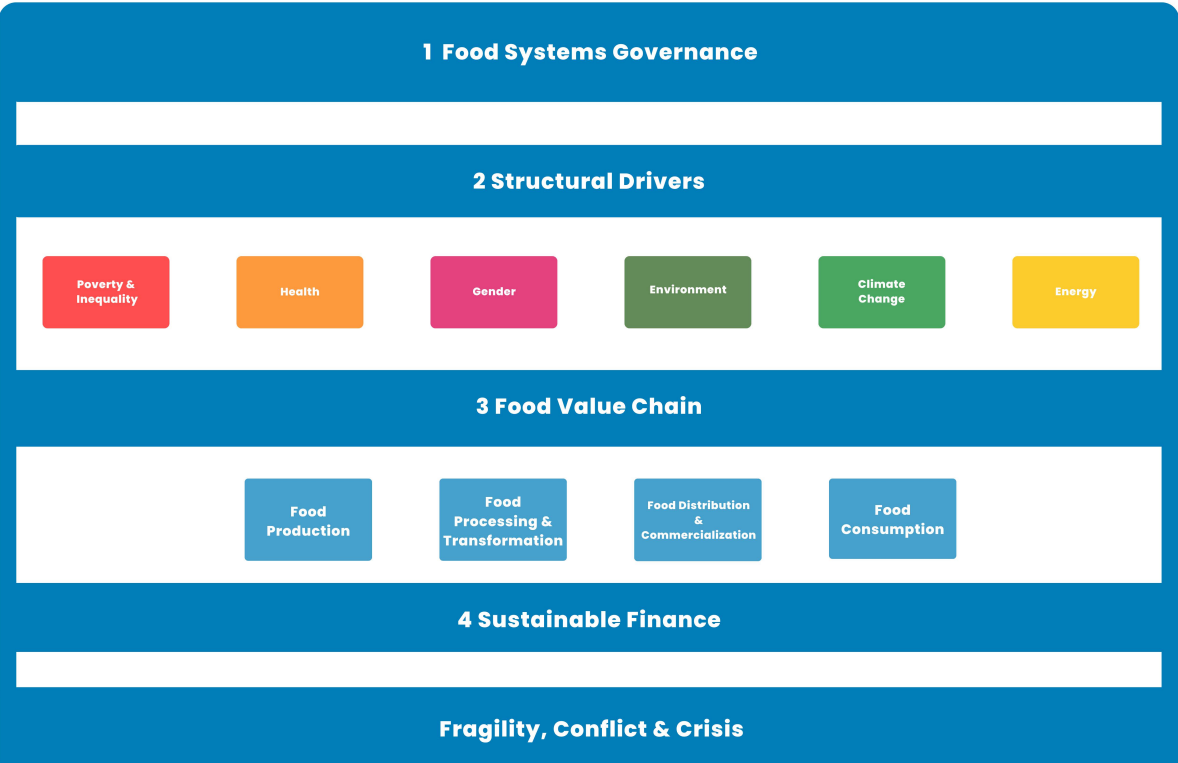 1 Food Systems Governance
2 Structural Drivers
Poverty &
Inequality
Health
Gender
Environment
Climate
Change
Energy
3 Food Value Chain
Food
Production
Food
Processing &
Transformation
Food Distribution
&
Commercialization
Food
Consumption
4 Sustainable Finance
Fragility, Conflict & Crisis